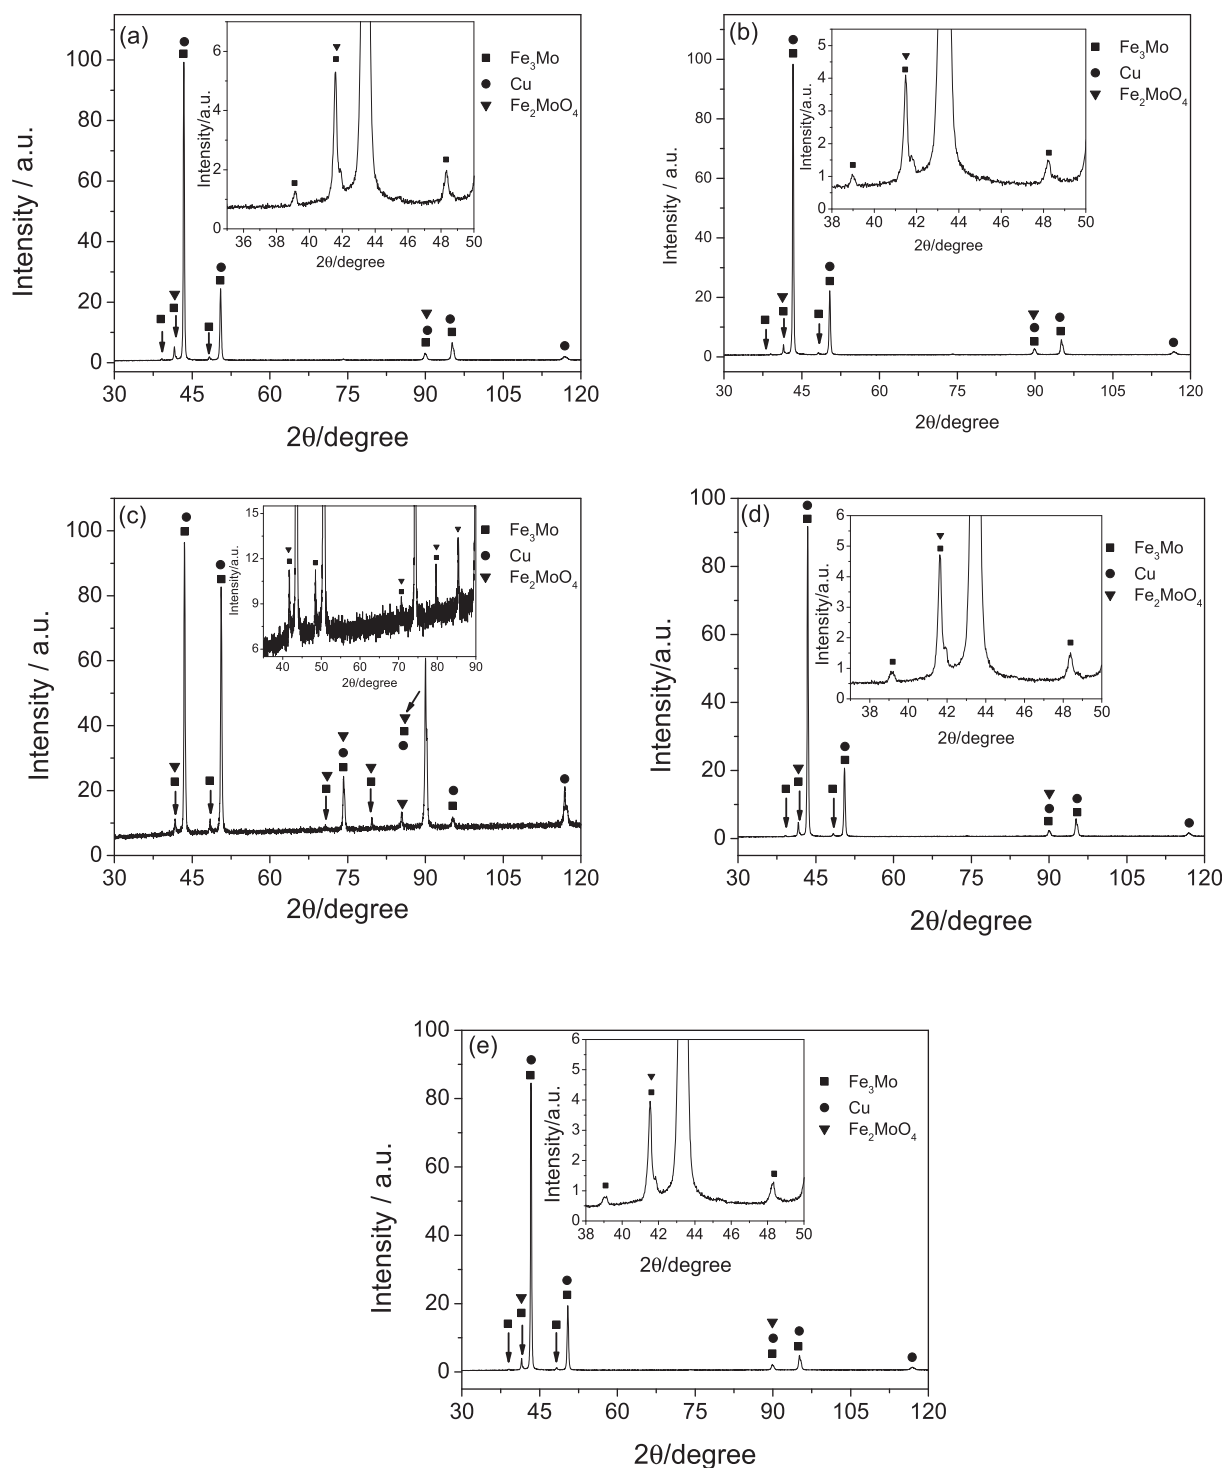 (a)
Fe3Mo
Cu
Fe2MoO4
Intensity / a.u.
100
80
60
40
20
0
30 45 60 75 90 105 120
2θ/degree
Intensity/a.u.
6
4
2
0
36 38 40 42 44 46 48 50
2θ/degree
(b)
Fe3Mo
Cu
Fe2MoO4
Intensity / a.u.
100
80
60
40
20
0
30 45 60 75 90 105 120
2θ/degree
Intensity/a.u.
5
4
3
2
1
0
38 40 42 44 46 48 50
2θ/degree
(c)
Fe3Mo
Cu
Fe2MoO4
Intensity / a.u.
100
80
60
40
20
0
30 45 60 75 90 105 120
2θ/degree
Intensity/a.u.
15
12
9
6
40 50 60 70 80 90
2θ/degree
(d)
Fe3Mo
Cu
Fe2MoO4
Intensity/a.u.
100
80
60
40
20
0
30 45 60 75 90 105 120
2θ/degree
Intensity/a.u.
6
5
4
3
2
1
0
38 40 42 44 46 48 50
2θ/degree
(e)
Fe3Mo
Cu
Fe2MoO4
Intensity / a.u.
100
80
60
40
20
0
30 45 60 75 90 105 120
2θ/degree
Intensity/a.u.
6
5
4
3
2
1
0
38 40 42 44 46 48 50
2θ/degree